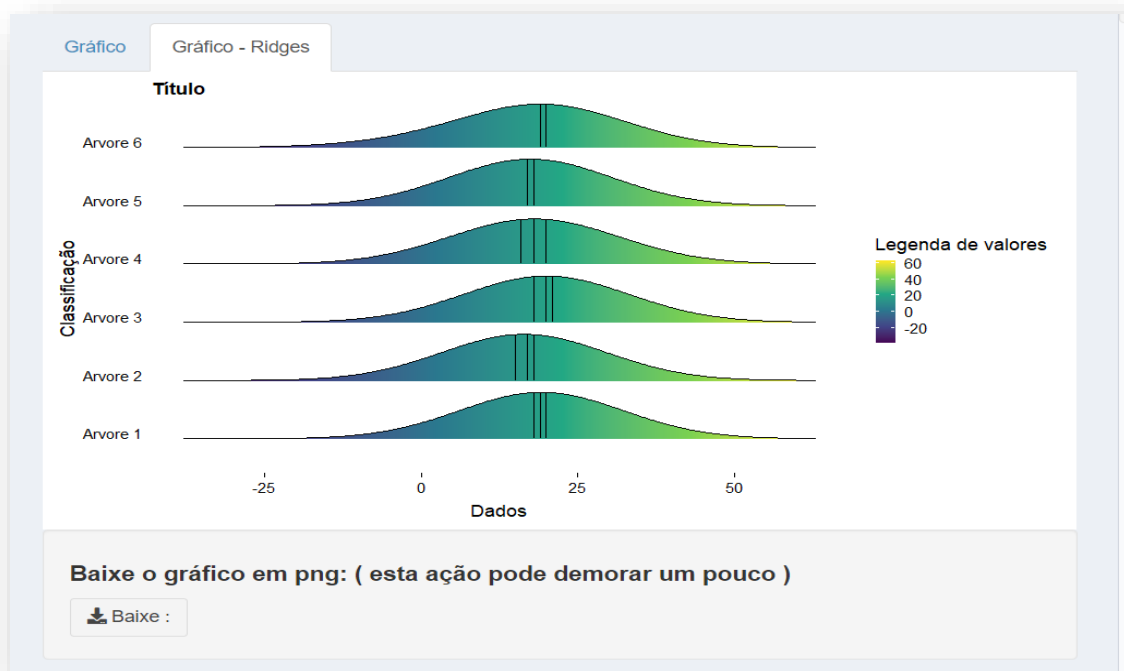 Gráfico
Gráfico - Ridges
Título
Arvore 6
Arvore 5
Arvore 4
Arvore 3
Arvore 2
Arvore 1
Classificação
-25
0
25
50
Dados
Legenda de valores
60
40
20
0
-20
Baixe o gráfico em png: ( esta ação pode demorar um pouco )
Baixe :